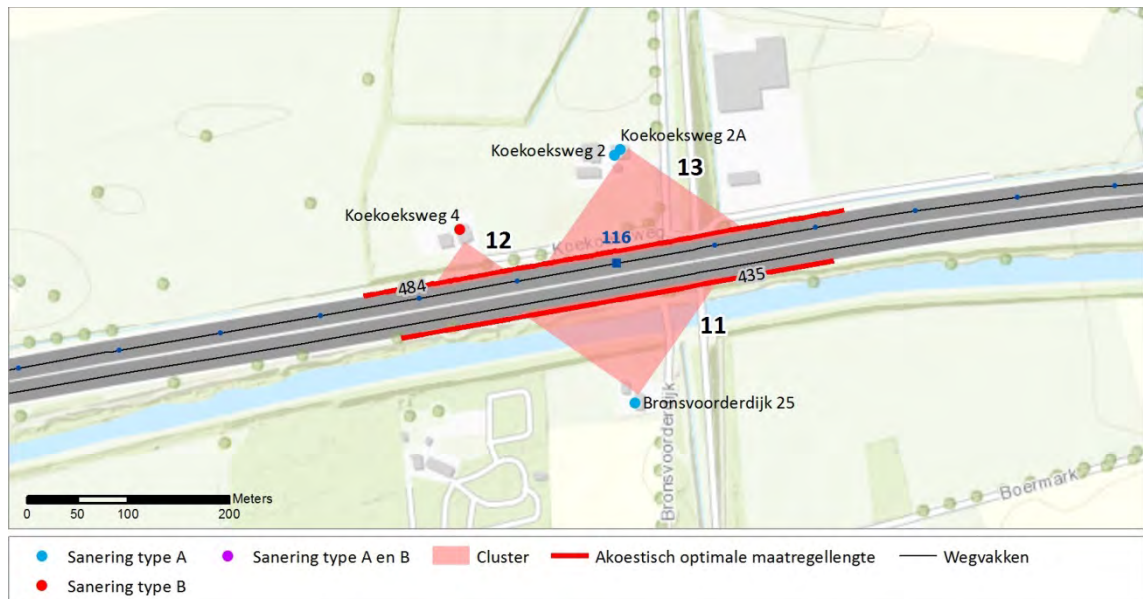 Koekoeksweg 2A
Koekoeksweg 2
13
Koekoeksweg 4
12
Koekoeksweg
116
484
435
11
Bronsvoorderdijk 25
Bronsvoorderdijk
Boermark
Meters
0 50 100 200
Sanering type A Sanering type A en B Cluster Akoestisch optimale maatregellengte Wegvakken
Sanering type B